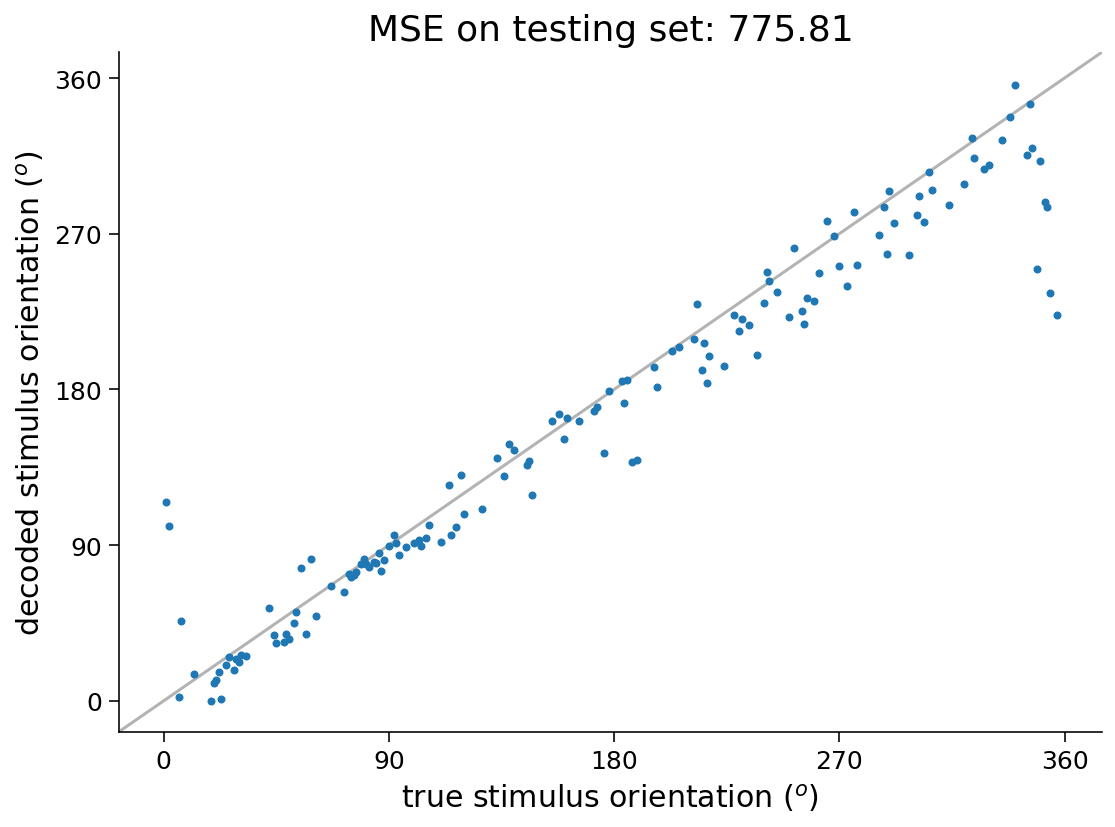 MSE on testing set: 775.81
decoded stimulus orientation (°)
360
270
180
90
0
0 90 180 270 360
true stimulus orientation (°)